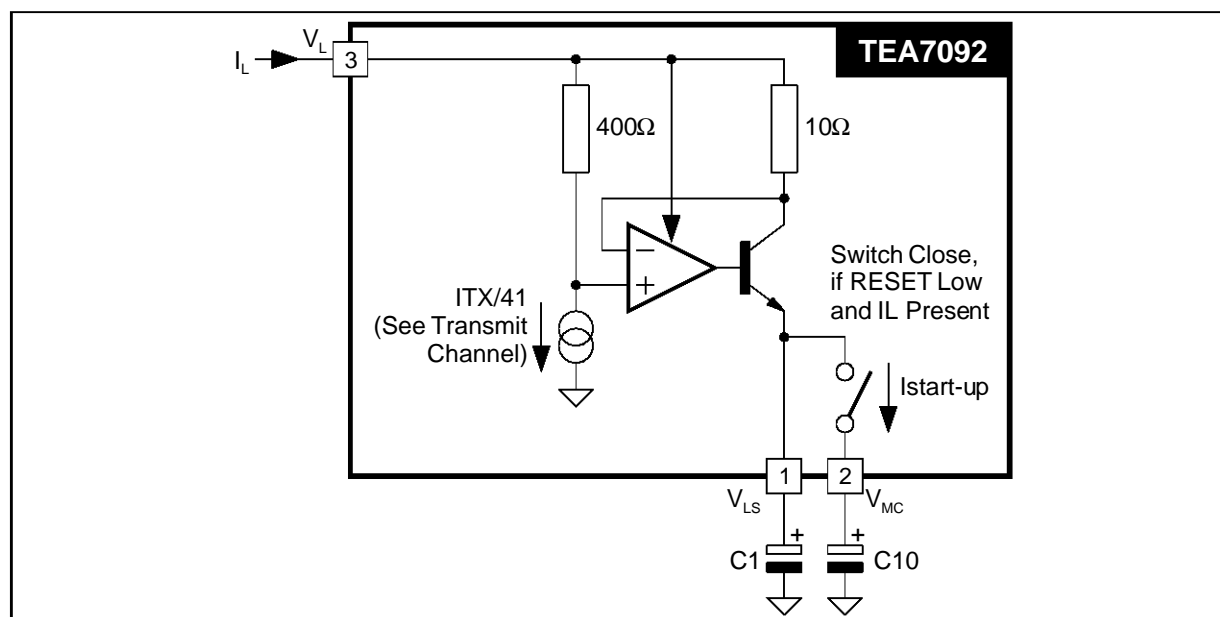 TEA7092
V_L
I_L
3
400Ω
10Ω
−
+
ITX/41
(See Transmit
Channel)
Switch Close,
if RESET Low
and IL Present
Istart-up
1
2
V_LS
V_MC
+
+
C1
C10